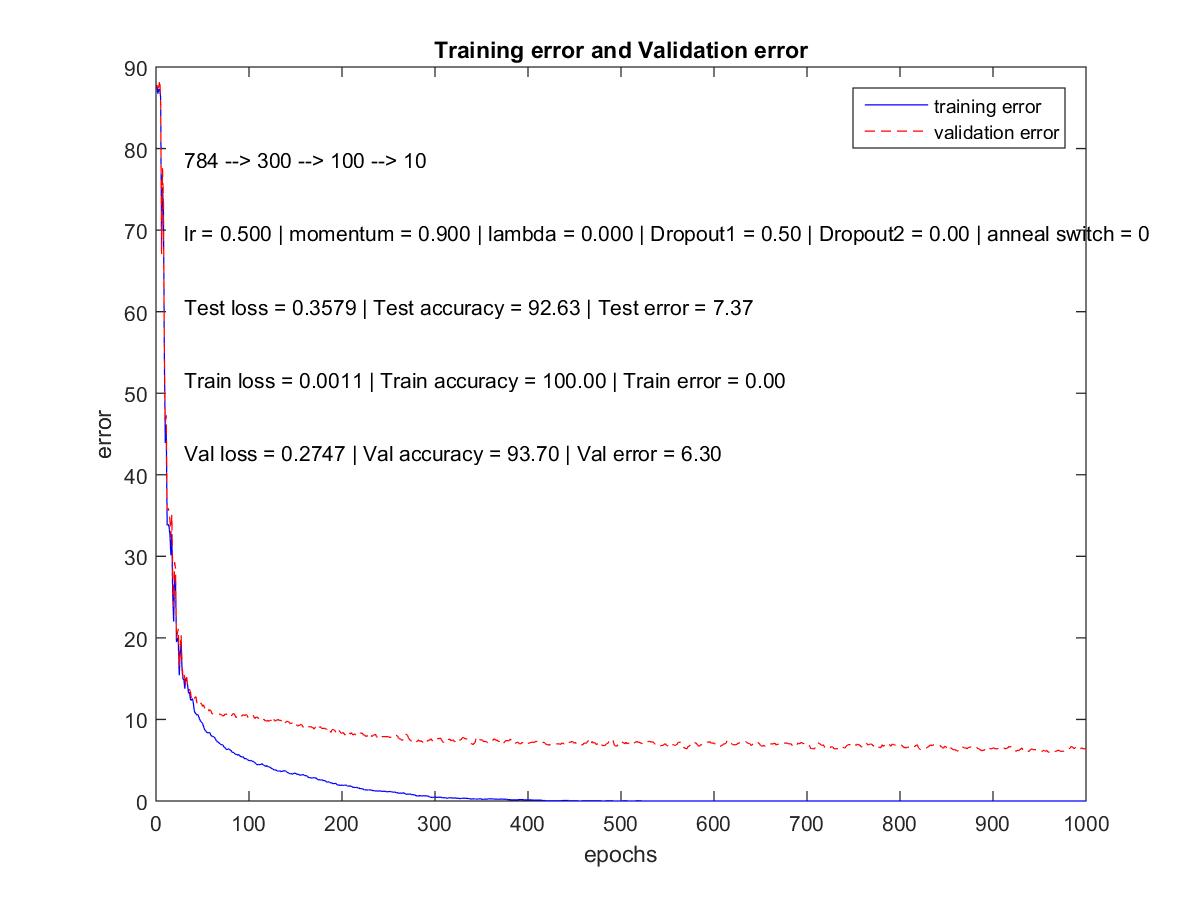 Training error and Validation error
90
80
70
60
50
40
30
20
10
0
error
training error
validation error
784 --> 300 --> 100 --> 10
lr = 0.500 | momentum = 0.900 | lambda = 0.000 | Dropout1 = 0.50 | Dropout2 = 0.00 | anneal switch = 0
Test loss = 0.3579 | Test accuracy = 92.63 | Test error = 7.37
Train loss = 0.0011 | Train accuracy = 100.00 | Train error = 0.00
Val loss = 0.2747 | Val accuracy = 93.70 | Val error = 6.30
0 100 200 300 400 500 600 700 800 900 1000
epochs